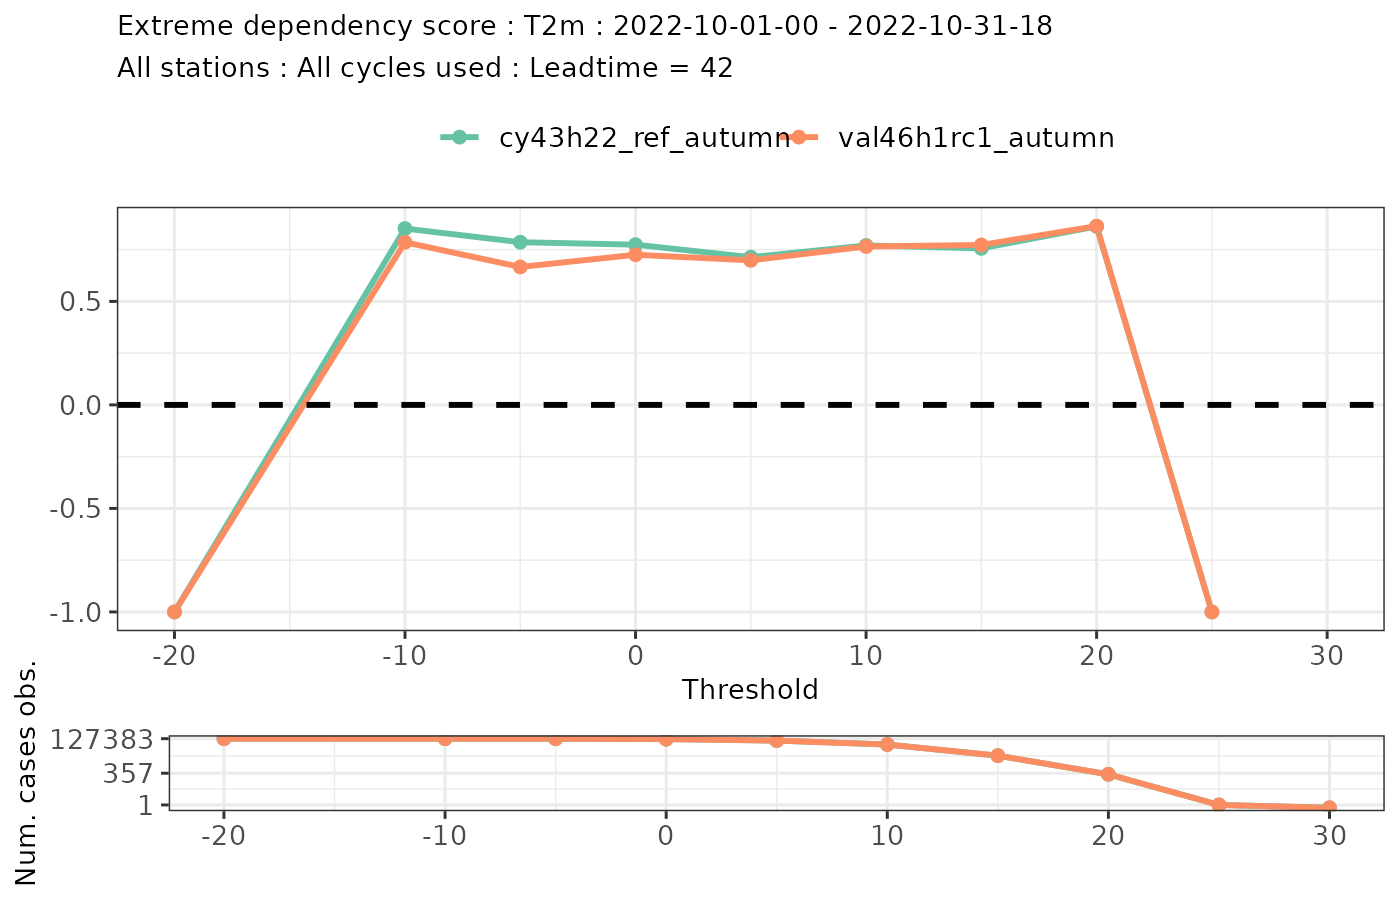 Extreme dependency score : T2m : 2022-10-01-00 - 2022-10-31-18
All stations : All cycles used : Leadtime = 42
cy43h22_ref_autumn val46h1rc1_autumn
0.5
0.0
-0.5
-1.0
-20 -10 0 10 20 30
Threshold
Num. cases obs.
127383
357
1
-20 -10 0 10 20 30